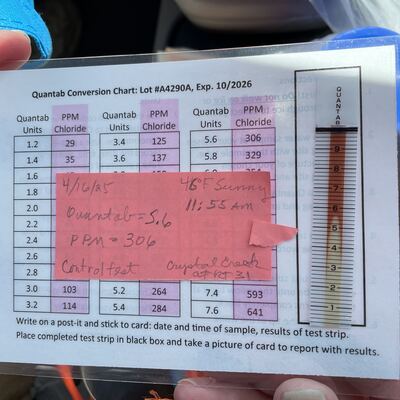 Quantab Conversion Chart: Lot #A4290A, Exp. 10/2026
Quantab Units PPM Chloride Quantab Units PPM Chloride Quantab Units PPM Chloride
1.2 29 3.4 125 5.6 306
1.4 35 3.6 137 5.8 329
1.6
1.8
2.0
2.2
2.4
2.6
2.8
3.0 103 5.2 264 7.4 593
3.2 114 5.4 284 7.6 641
4/16/25 46°F Sunny
Quantab = 5.6 11:55 AM
PPM = 306
Control test Crystal Creek
at Rt 31
QUANTAB
9
8
7
6
5
4
3
2
1
Write on a post-it and stick to card: date and time of sample, results of test strip.
Place completed test strip in black box and take a picture of card to report with results.